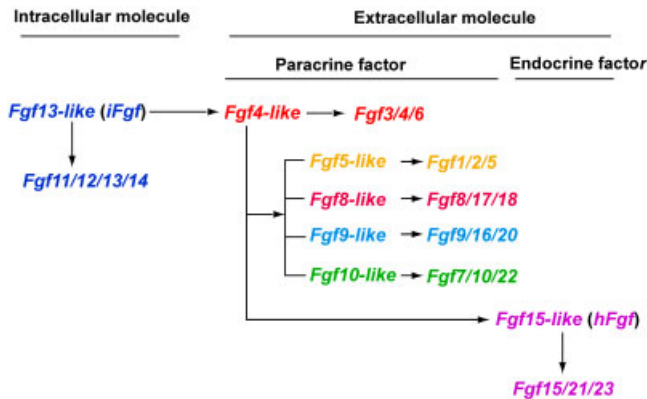 Intracellular molecule
Extracellular molecule
Paracrine factor
Endocrine factor
Fgf13-like (iFgf)
Fgf4-like
Fgf3/4/6
Fgf11/12/13/14
Fgf5-like
Fgf1/2/5
Fgf8-like
Fgf8/17/18
Fgf9-like
Fgf9/16/20
Fgf10-like
Fgf7/10/22
Fgf15-like (hFgf)
Fgf15/21/23